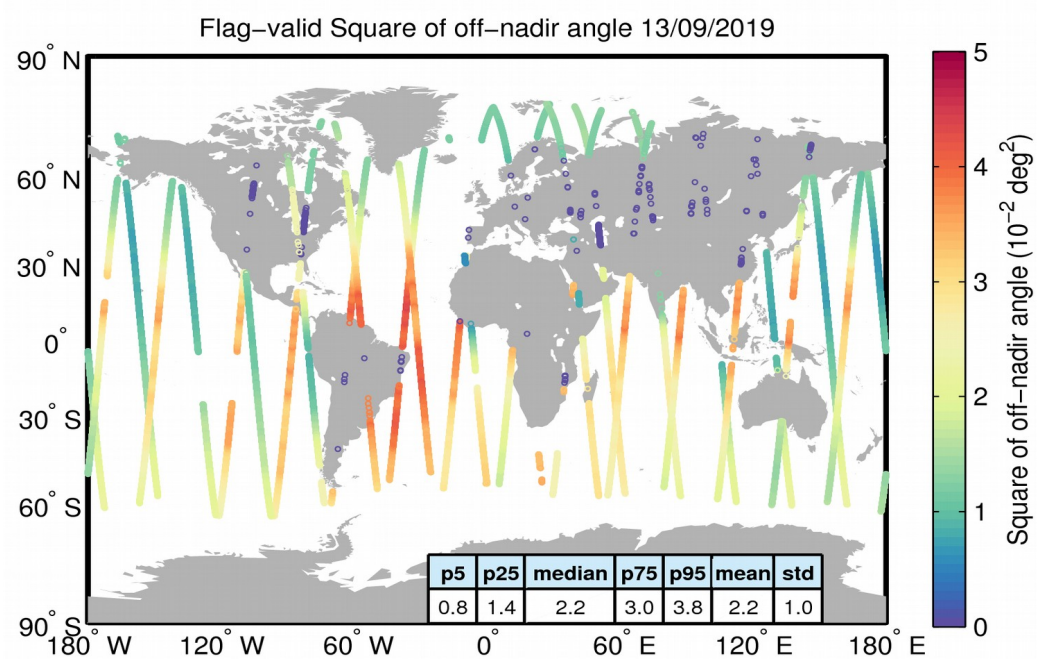 Flag−valid Square of off−nadir angle 13/09/2019
90° N
60° N
30° N
0°
30° S
60° S
90° S
180° W
120° W
60° W
0°
60° E
120° E
180° E
p5 p25 median p75 p95 mean std
0.8 1.4 2.2 3.0 3.8 2.2 1.0
5
4
3
2
1
0
Square of off−nadir angle (10⁻² deg²)